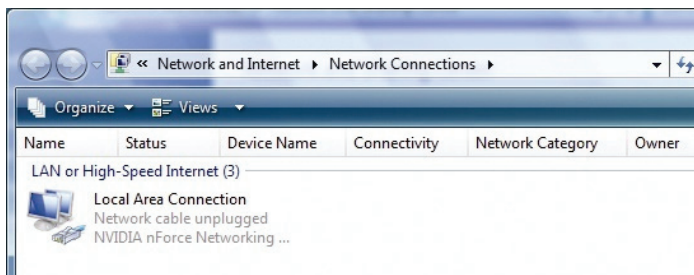 « Network and Internet ▸ Network Connections ▸
Organize Views
Name Status Device Name Connectivity Network Category Owner
LAN or High-Speed Internet (3)
Local Area Connection
Network cable unplugged
NVIDIA nForce Networking ...